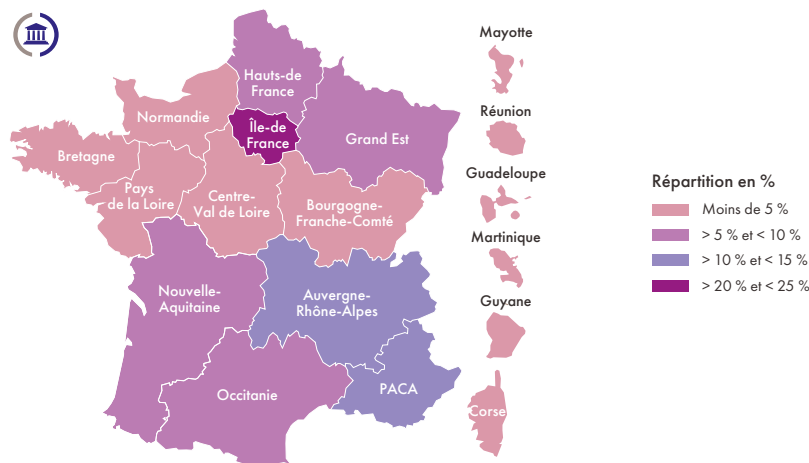 Mayotte
Hauts-de
France
Normandie
Réunion
Île-de
France
Grand Est
Bretagne
Guadeloupe
Pays
de la Loire
Centre-
Val de Loire
Bourgogne-
Franche-Comté
Répartition en %
Moins de 5 %
> 5 % et < 10 %
> 10 % et < 15 %
> 20 % et < 25 %
Martinique
Nouvelle-
Aquitaine
Auvergne-
Rhône-Alpes
Guyane
Occitanie
PACA
Corse